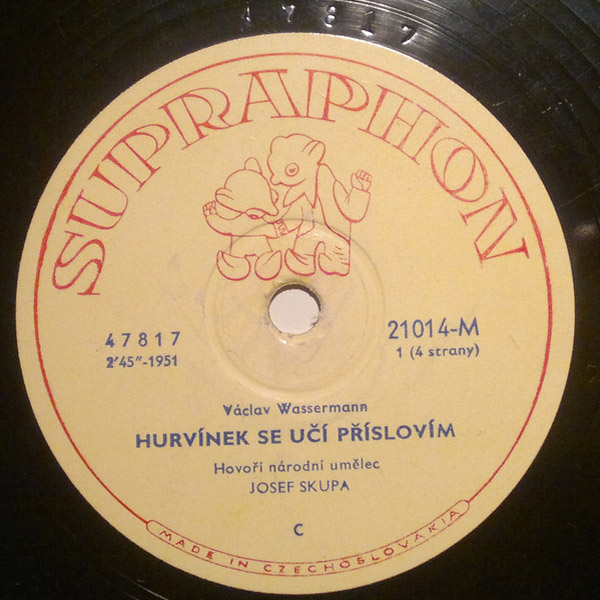 47817
SUPRAPHON
47817
2'45"-1951
21014-M
1 (4 strany)
Václav Wassermann
HURVÍNEK SE UČÍ PŘÍSLOVÍM
Hovoří národní umělec
JOSEF SKUPA
C
MADE IN CZECHOSLOVAKIA